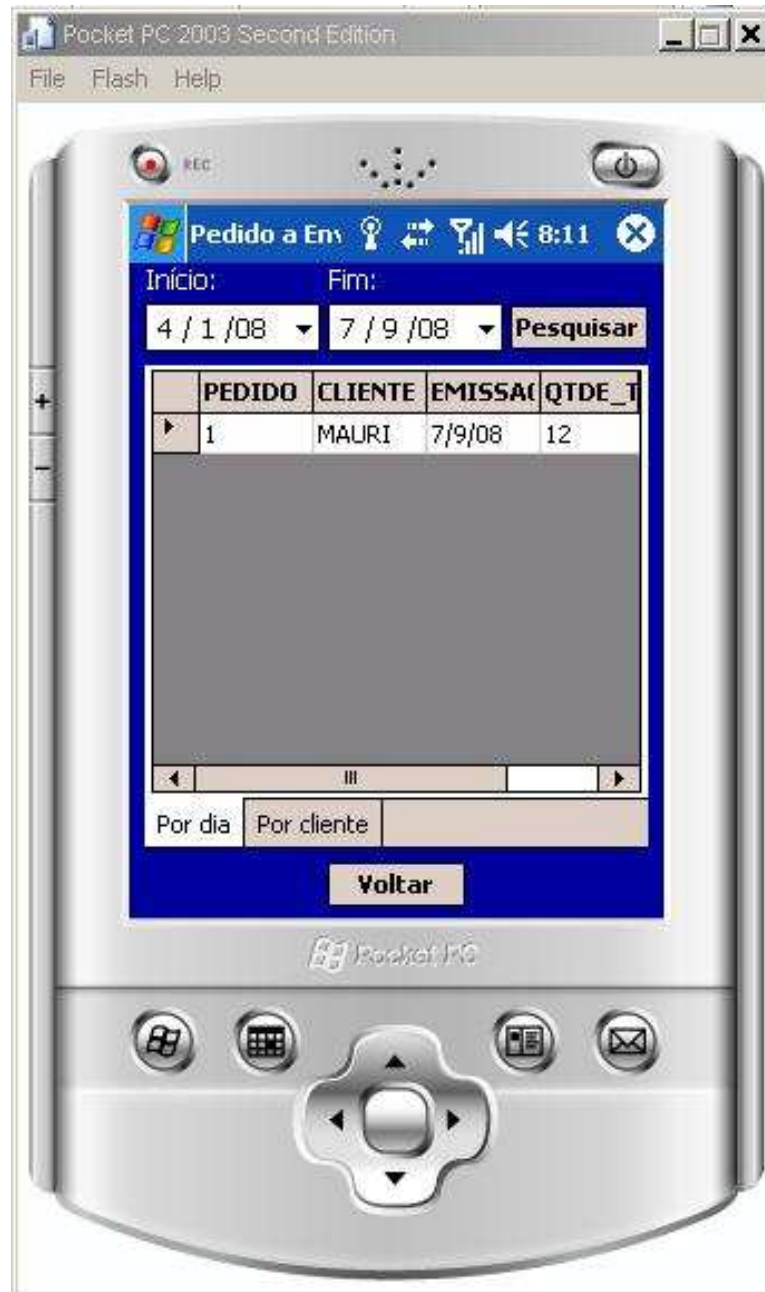 Pocket PC 2003 Second Edition
File Flash Help
REC
Pedido a Env 8:11
Início: Fim:
4 / 1 /08 7 / 9 /08 Pesquisar
PEDIDO CLIENTE EMISSAO QTDE_T
1 MAURI 7/9/08 12
Por dia Por cliente
Voltar
Pocket PC